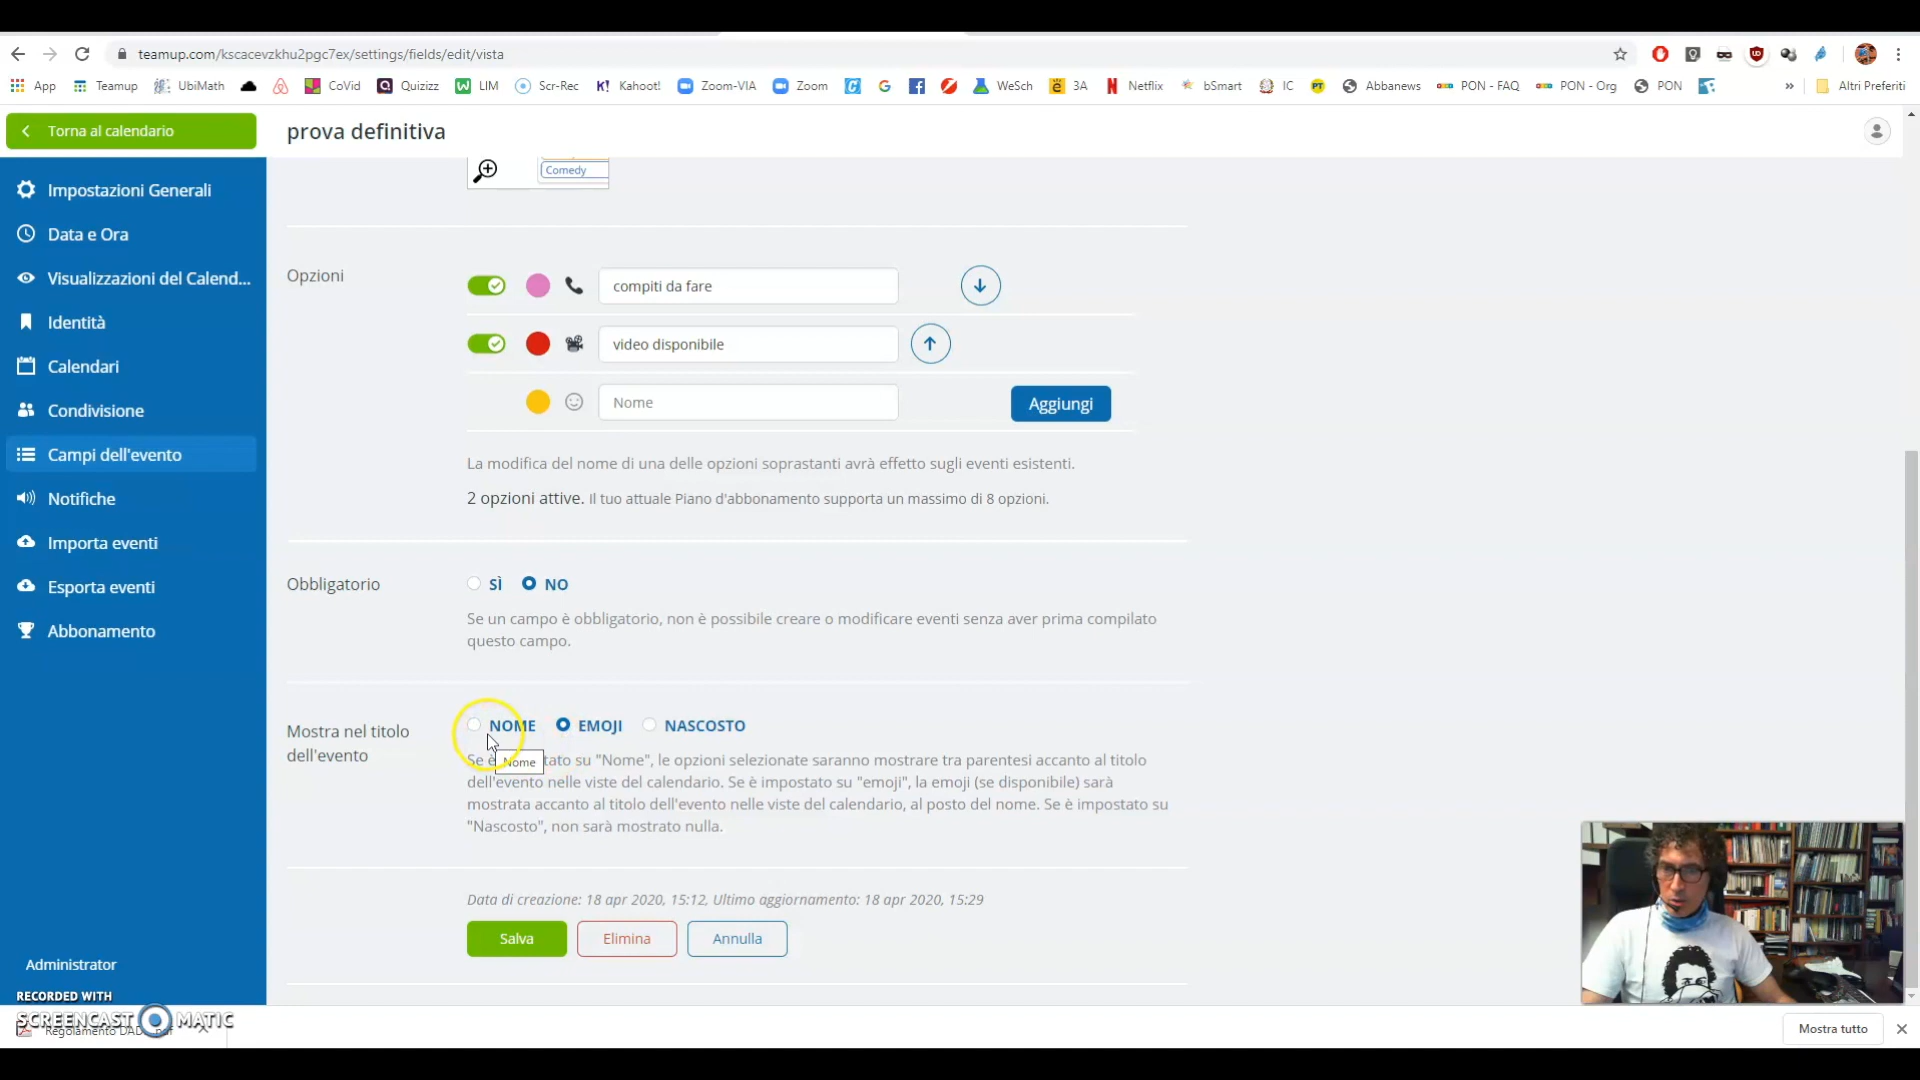 teamup.com/kscacevzkhu2pgc7ex/settings/fields/edit/vista
App Teamup UbiMath CoVid Quizizz LIM Scr-Rec Kahoot! Zoom-VIA Zoom WeSch 3A Netflix bSmart IC Abbanews PON - FAQ PON - Org PON » Altri Preferiti
Torna al calendario
prova definitiva
Comedy
Impostazioni Generali
Data e Ora
Visualizzazioni del Calend...
Identità
Calendari
Condivisione
Campi dell'evento
Notifiche
Importa eventi
Esporta eventi
Abbonamento
Opzioni
compiti da fare
video disponibile
Nome
Aggiungi
La modifica del nome di una delle opzioni soprastanti avrà effetto sugli eventi esistenti.
2 opzioni attive. Il tuo attuale Piano d'abbonamento supporta un massimo di 8 opzioni.
Obbligatorio
SÌ NO
Se un campo è obbligatorio, non è possibile creare o modificare eventi senza aver prima compilato
questo campo.
Mostra nel titolo
dell'evento
NOME EMOJI NASCOSTO
Nome
Se è tato su "Nome", le opzioni selezionate saranno mostrare tra parentesi accanto al titolo
dell'evento nelle viste del calendario. Se è impostato su "emoji", la emoji (se disponibile) sarà
mostrata accanto al titolo dell'evento nelle viste del calendario, al posto del nome. Se è impostato su
"Nascosto", non sarà mostrato nulla.
Data di creazione: 18 apr 2020, 15:12, Ultimo aggiornamento: 18 apr 2020, 15:29
Salva
Elimina
Annulla
Administrator
RECORDED WITH
SCREENCAST MATIC
Regolamento DAD
Mostra tutto